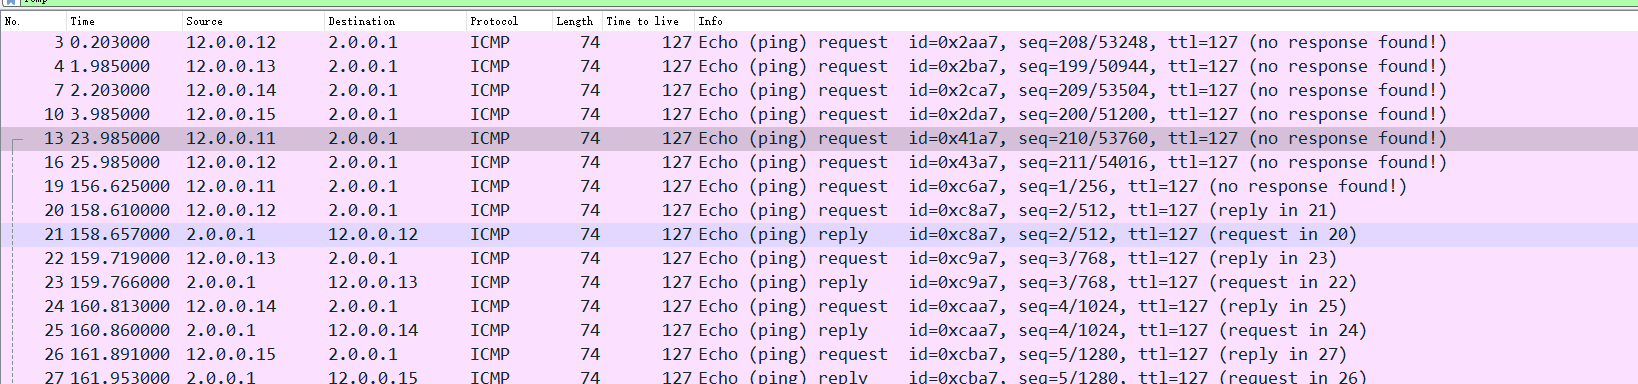 No. Time Source Destination Protocol Length Time to live Info
3 0.203000 12.0.0.12 2.0.0.1 ICMP 74 127 Echo (ping) request id=0x2aa7, seq=208/53248, ttl=127 (no response found!)
4 1.985000 12.0.0.13 2.0.0.1 ICMP 74 127 Echo (ping) request id=0x2ba7, seq=199/50944, ttl=127 (no response found!)
7 2.203000 12.0.0.14 2.0.0.1 ICMP 74 127 Echo (ping) request id=0x2ca7, seq=209/53504, ttl=127 (no response found!)
10 3.985000 12.0.0.15 2.0.0.1 ICMP 74 127 Echo (ping) request id=0x2da7, seq=200/51200, ttl=127 (no response found!)
13 23.985000 12.0.0.11 2.0.0.1 ICMP 74 127 Echo (ping) request id=0x41a7, seq=210/53760, ttl=127 (no response found!)
16 25.985000 12.0.0.12 2.0.0.1 ICMP 74 127 Echo (ping) request id=0x43a7, seq=211/54016, ttl=127 (no response found!)
19 156.625000 12.0.0.11 2.0.0.1 ICMP 74 127 Echo (ping) request id=0xc6a7, seq=1/256, ttl=127 (no response found!)
20 158.610000 12.0.0.12 2.0.0.1 ICMP 74 127 Echo (ping) request id=0xc8a7, seq=2/512, ttl=127 (reply in 21)
21 158.657000 2.0.0.1 12.0.0.12 ICMP 74 127 Echo (ping) reply id=0xc8a7, seq=2/512, ttl=127 (request in 20)
22 159.719000 12.0.0.13 2.0.0.1 ICMP 74 127 Echo (ping) request id=0xc9a7, seq=3/768, ttl=127 (reply in 23)
23 159.766000 2.0.0.1 12.0.0.13 ICMP 74 127 Echo (ping) reply id=0xc9a7, seq=3/768, ttl=127 (request in 22)
24 160.813000 12.0.0.14 2.0.0.1 ICMP 74 127 Echo (ping) request id=0xcaa7, seq=4/1024, ttl=127 (reply in 25)
25 160.860000 2.0.0.1 12.0.0.14 ICMP 74 127 Echo (ping) reply id=0xcaa7, seq=4/1024, ttl=127 (request in 24)
26 161.891000 12.0.0.15 2.0.0.1 ICMP 74 127 Echo (ping) request id=0xcba7, seq=5/1280, ttl=127 (reply in 27)
27 161.953000 2.0.0.1 12.0.0.15 ICMP 74 127 Echo (ping) reply id=0xcba7, seq=5/1280, ttl=127 (request in 26)